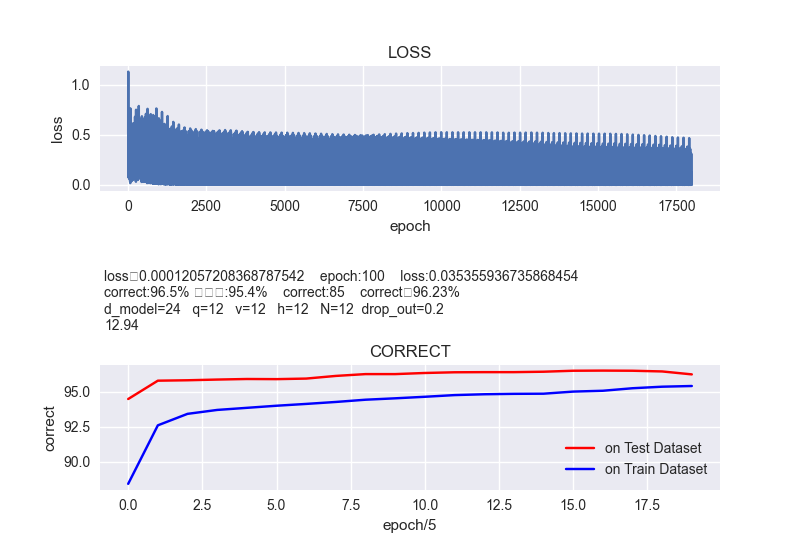 LOSS
1.0
0.5
0.0
loss
0 2500 5000 7500 10000 12500 15000 17500
epoch
loss□0.00012057208368787542 epoch:100 loss:0.035355936735868454
correct:96.5% □□□:95.4% correct:85 correct□96.23%
d_model=24 q=12 v=12 h=12 N=12 drop_out=0.2
12.94
CORRECT
95.0
92.5
90.0
correct
on Test Dataset
on Train Dataset
0.0 2.5 5.0 7.5 10.0 12.5 15.0 17.5
epoch/5